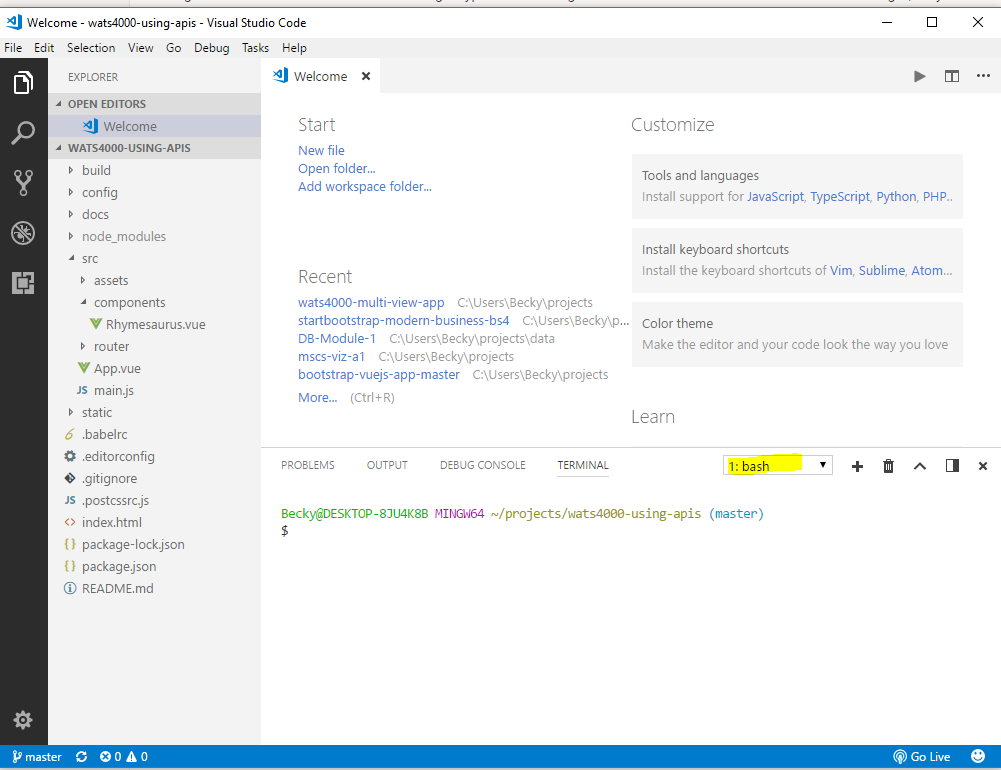 Welcome - wats4000-using-apis - Visual Studio Code
File Edit Selection View Go Debug Tasks Help
EXPLORER
OPEN EDITORS
Welcome
WATS4000-USING-APIS
build
config
docs
node_modules
src
assets
components
Rhymesaurus.vue
router
App.vue
JS main.js
static
.babelrc
.editorconfig
.gitignore
JS .postcssrc.js
<> index.html
{} package-lock.json
{} package.json
README.md
Welcome
Start
New file
Open folder...
Add workspace folder...
Recent
wats4000-multi-view-app C:\Users\Becky\projects
startbootstrap-modern-business-bs4 C:\Users\Becky\p...
DB-Module-1 C:\Users\Becky\projects\data
mscs-viz-a1 C:\Users\Becky\projects
bootstrap-vuejs-app-master C:\Users\Becky\projects
More... (Ctrl+R)
Customize
Tools and languages
Install support for JavaScript, TypeScript, Python, PHP..
Install keyboard shortcuts
Install the keyboard shortcuts of Vim, Sublime, Atom...
Color theme
Make the editor and your code look the way you love
Learn
PROBLEMS OUTPUT DEBUG CONSOLE TERMINAL 1: bash
Becky@DESKTOP-8JU4K8B MINGW64 ~/projects/wats4000-using-apis (master)
$
master 0 0 Go Live